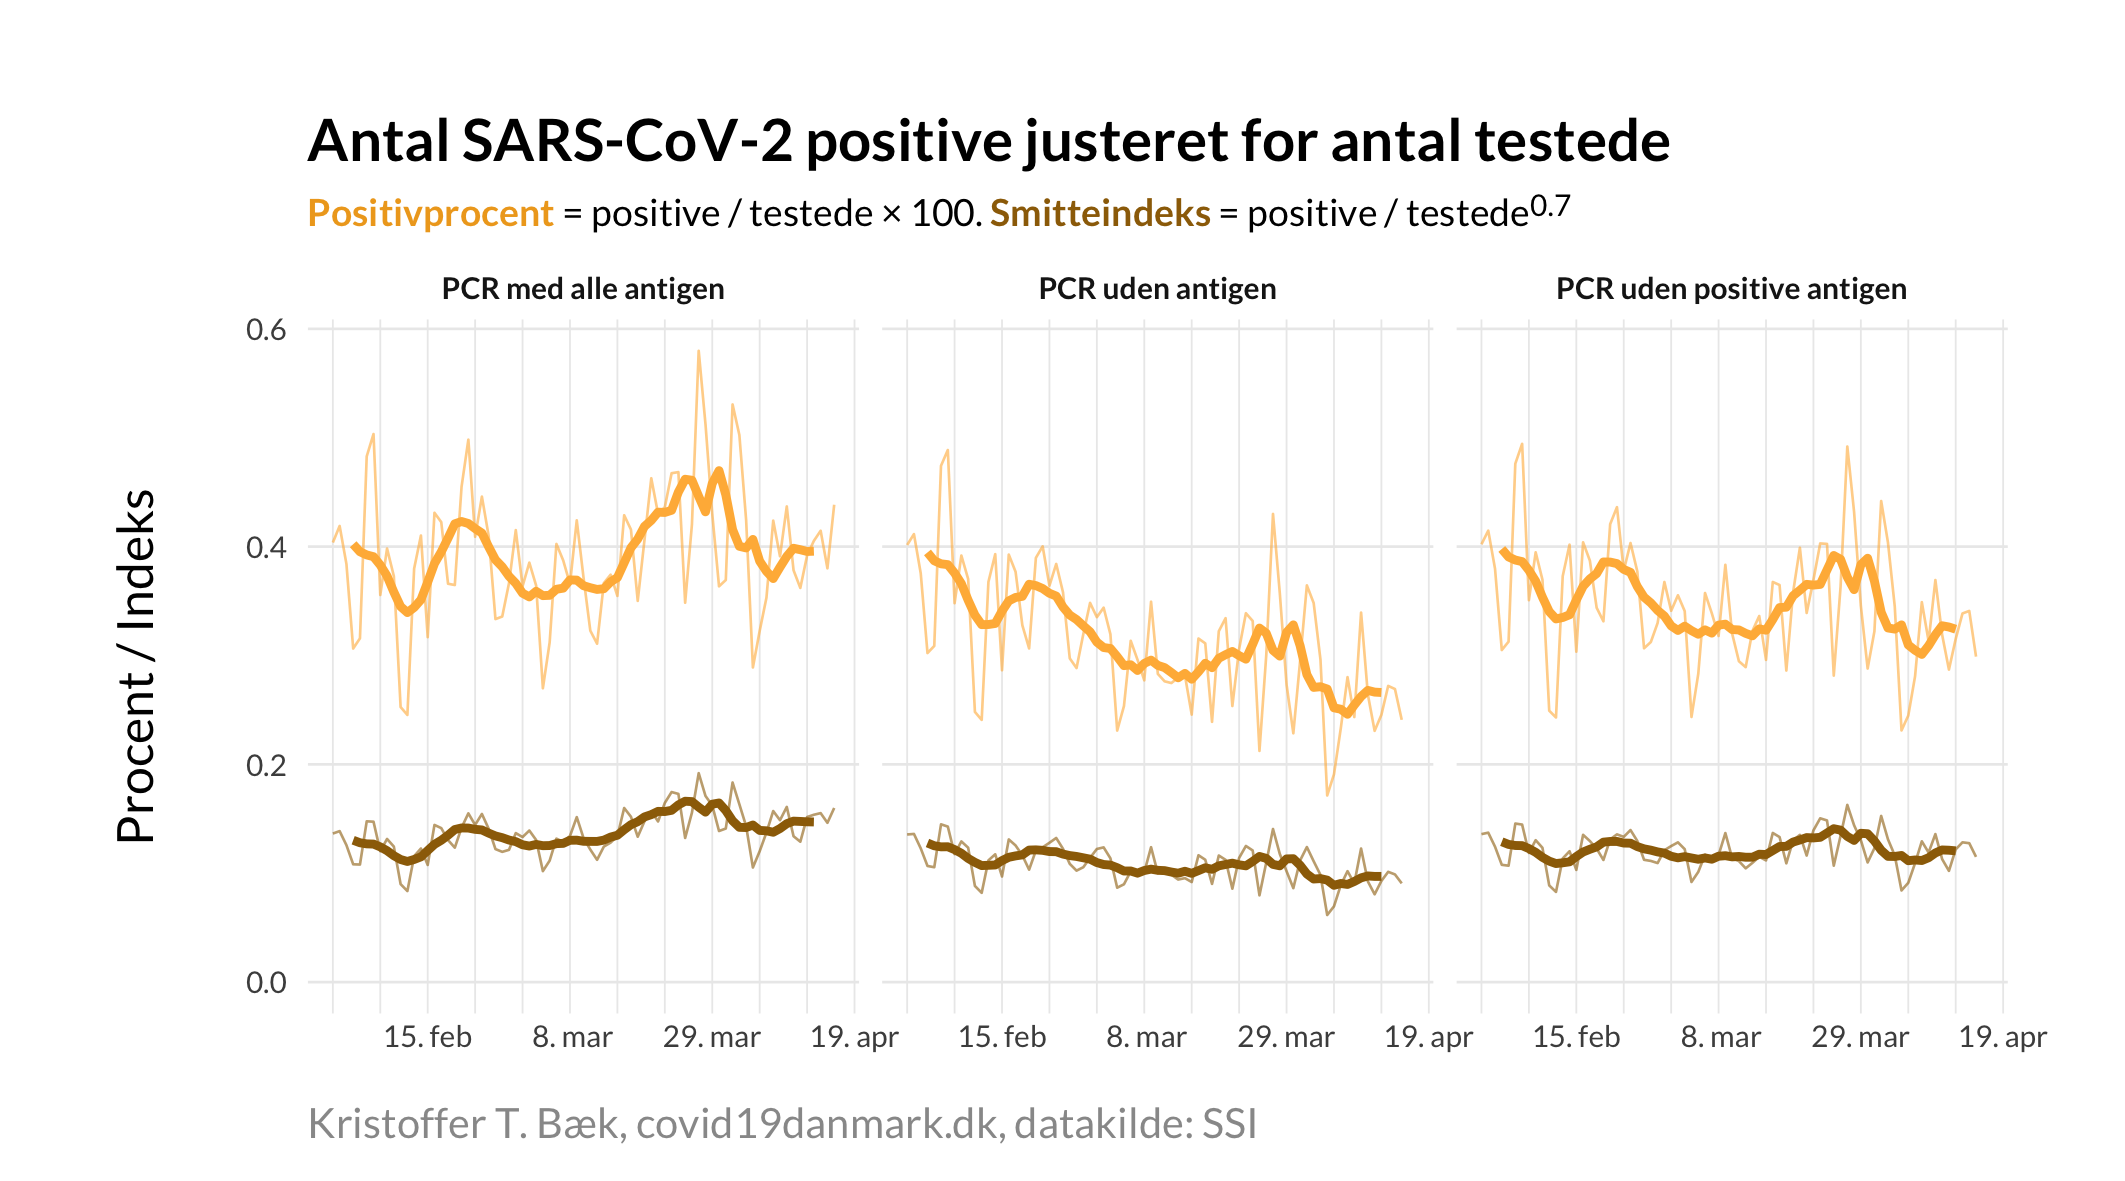 Antal SARS-CoV-2 positive justeret for antal testede
Positivprocent = positive / testede × 100. Smitteindeks = positive / testede^0.7
PCR med alle antigen
PCR uden antigen
PCR uden positive antigen
Procent / Indeks
0.6
0.4
0.2
0.0
15. feb 8. mar 29. mar 19. apr
15. feb 8. mar 29. mar 19. apr
15. feb 8. mar 29. mar 19. apr
Kristoffer T. Bæk, covid19danmark.dk, datakilde: SSI